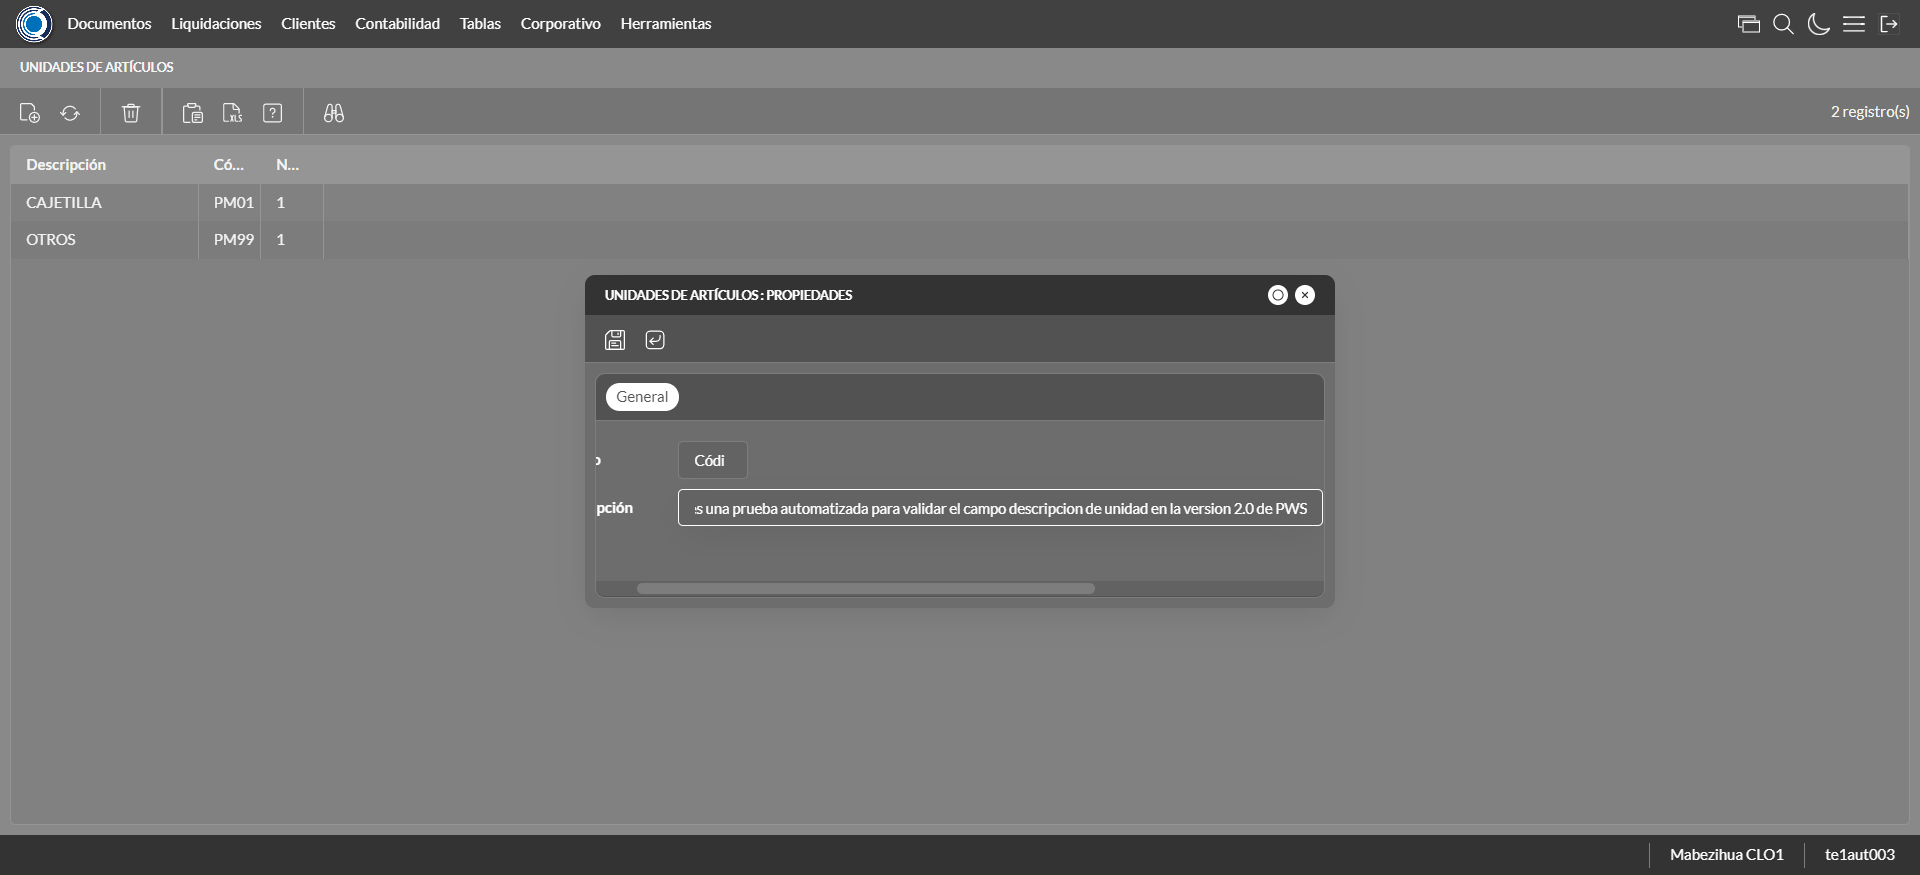 Documentos Liquidaciones Clientes Contabilidad Tablas Corporativo Herramientas
UNIDADES DE ARTÍCULOS
XLS ? 2 registro(s)
Descripción Có... N...
CAJETILLA PM01 1
OTROS PM99 1
UNIDADES DE ARTÍCULOS : PROPIEDADES
General
o Códi
pción s una prueba automatizada para validar el campo descripcion de unidad en la version 2.0 de PWS
Mabezihua CLO1 te1aut003